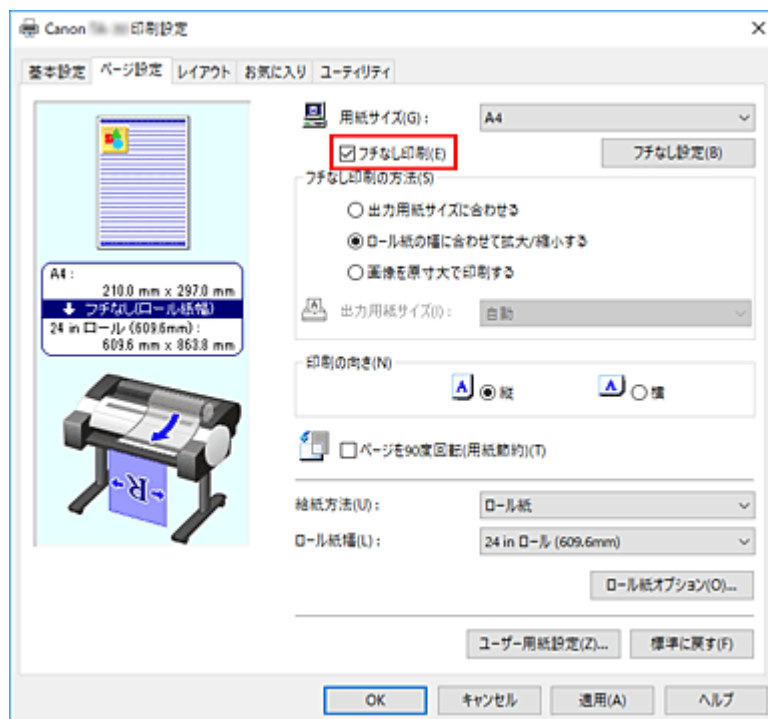 Canon 印刷設定
基本設定 ページ設定 レイアウト お気に入り ユーティリティ
用紙サイズ(G): A4
フチなし印刷(E) フチなし設定(B)
フチなし印刷の方法(S)
出力用紙サイズに合わせる
ロール紙の幅に合わせて拡大/縮小する
画像を原寸大で印刷する
出力用紙サイズ(I): 自動
A4:
210.0 mm x 297.0 mm
フチなし(ロール紙幅)
24 in ロール (609.6mm):
609.6 mm x 863.8 mm
印刷の向き(N)
A 縦 A 横
R
ページを90度回転(用紙節約)(T)
給紙方法(U): ロール紙
ロール紙幅(L): 24 in ロール (609.6mm)
ロール紙オプション(O)...
ユーザー用紙設定(Z)... 標準に戻す(F)
OK キャンセル 適用(A) ヘルプ